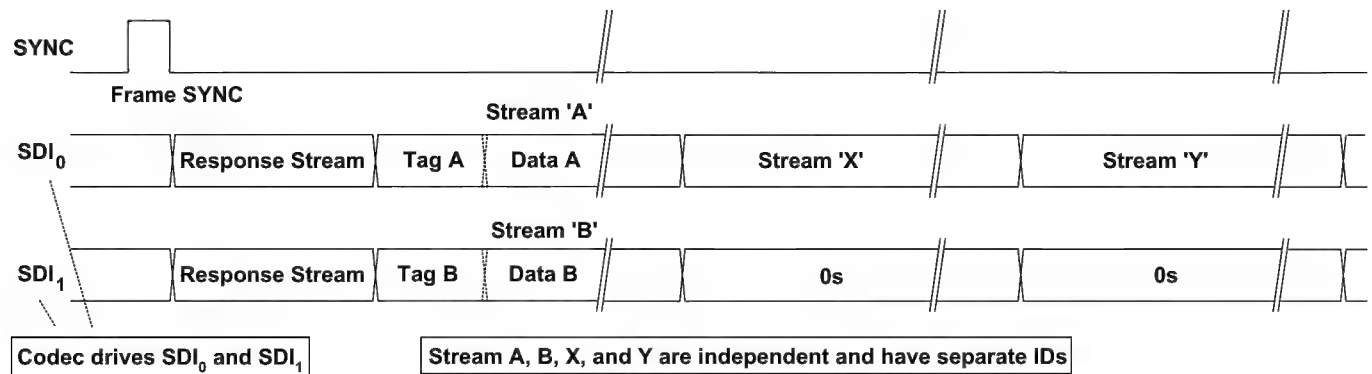 SYNC
Frame SYNC
Stream 'A'
SDI0 Response Stream Tag A Data A Stream 'X' Stream 'Y'
Stream 'B'
SDI1 Response Stream Tag B Data B 0s 0s
Codec drives SDI0 and SDI1 Stream A, B, X, and Y are independent and have separate IDs